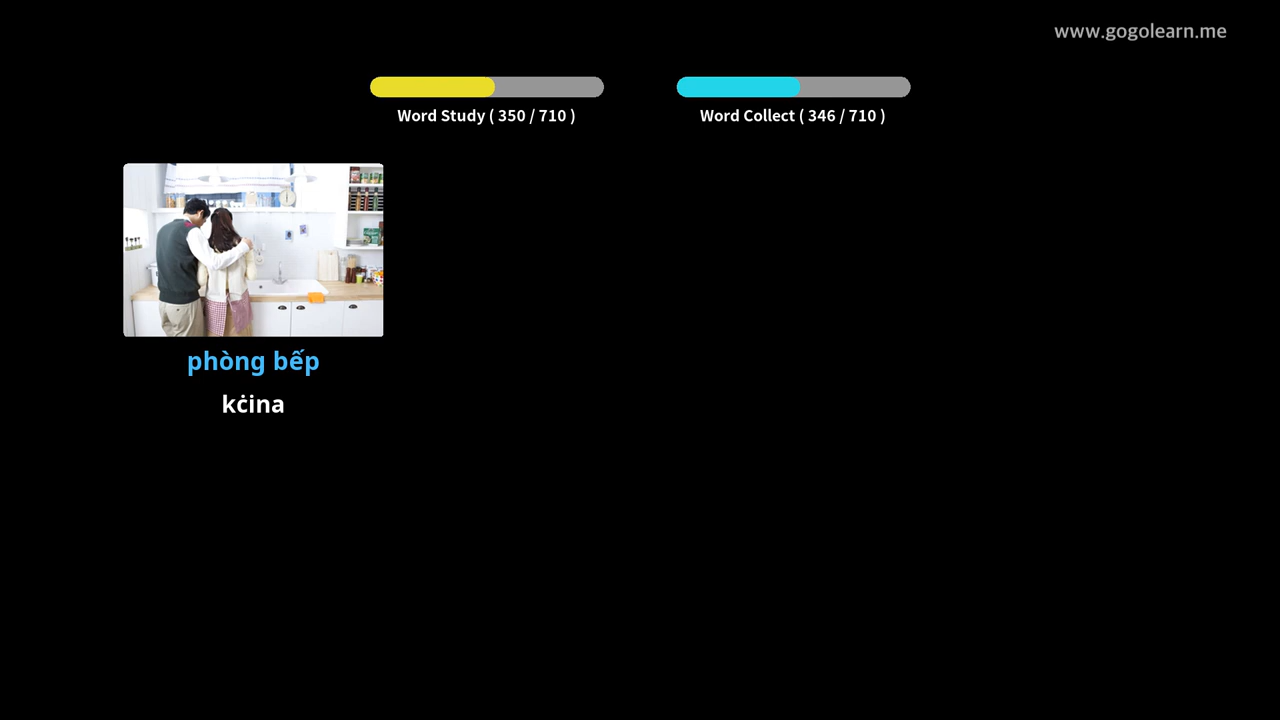 www.gogolearn.me
Word Study ( 350 / 710 )
Word Collect ( 346 / 710 )
phòng bếp
kċina